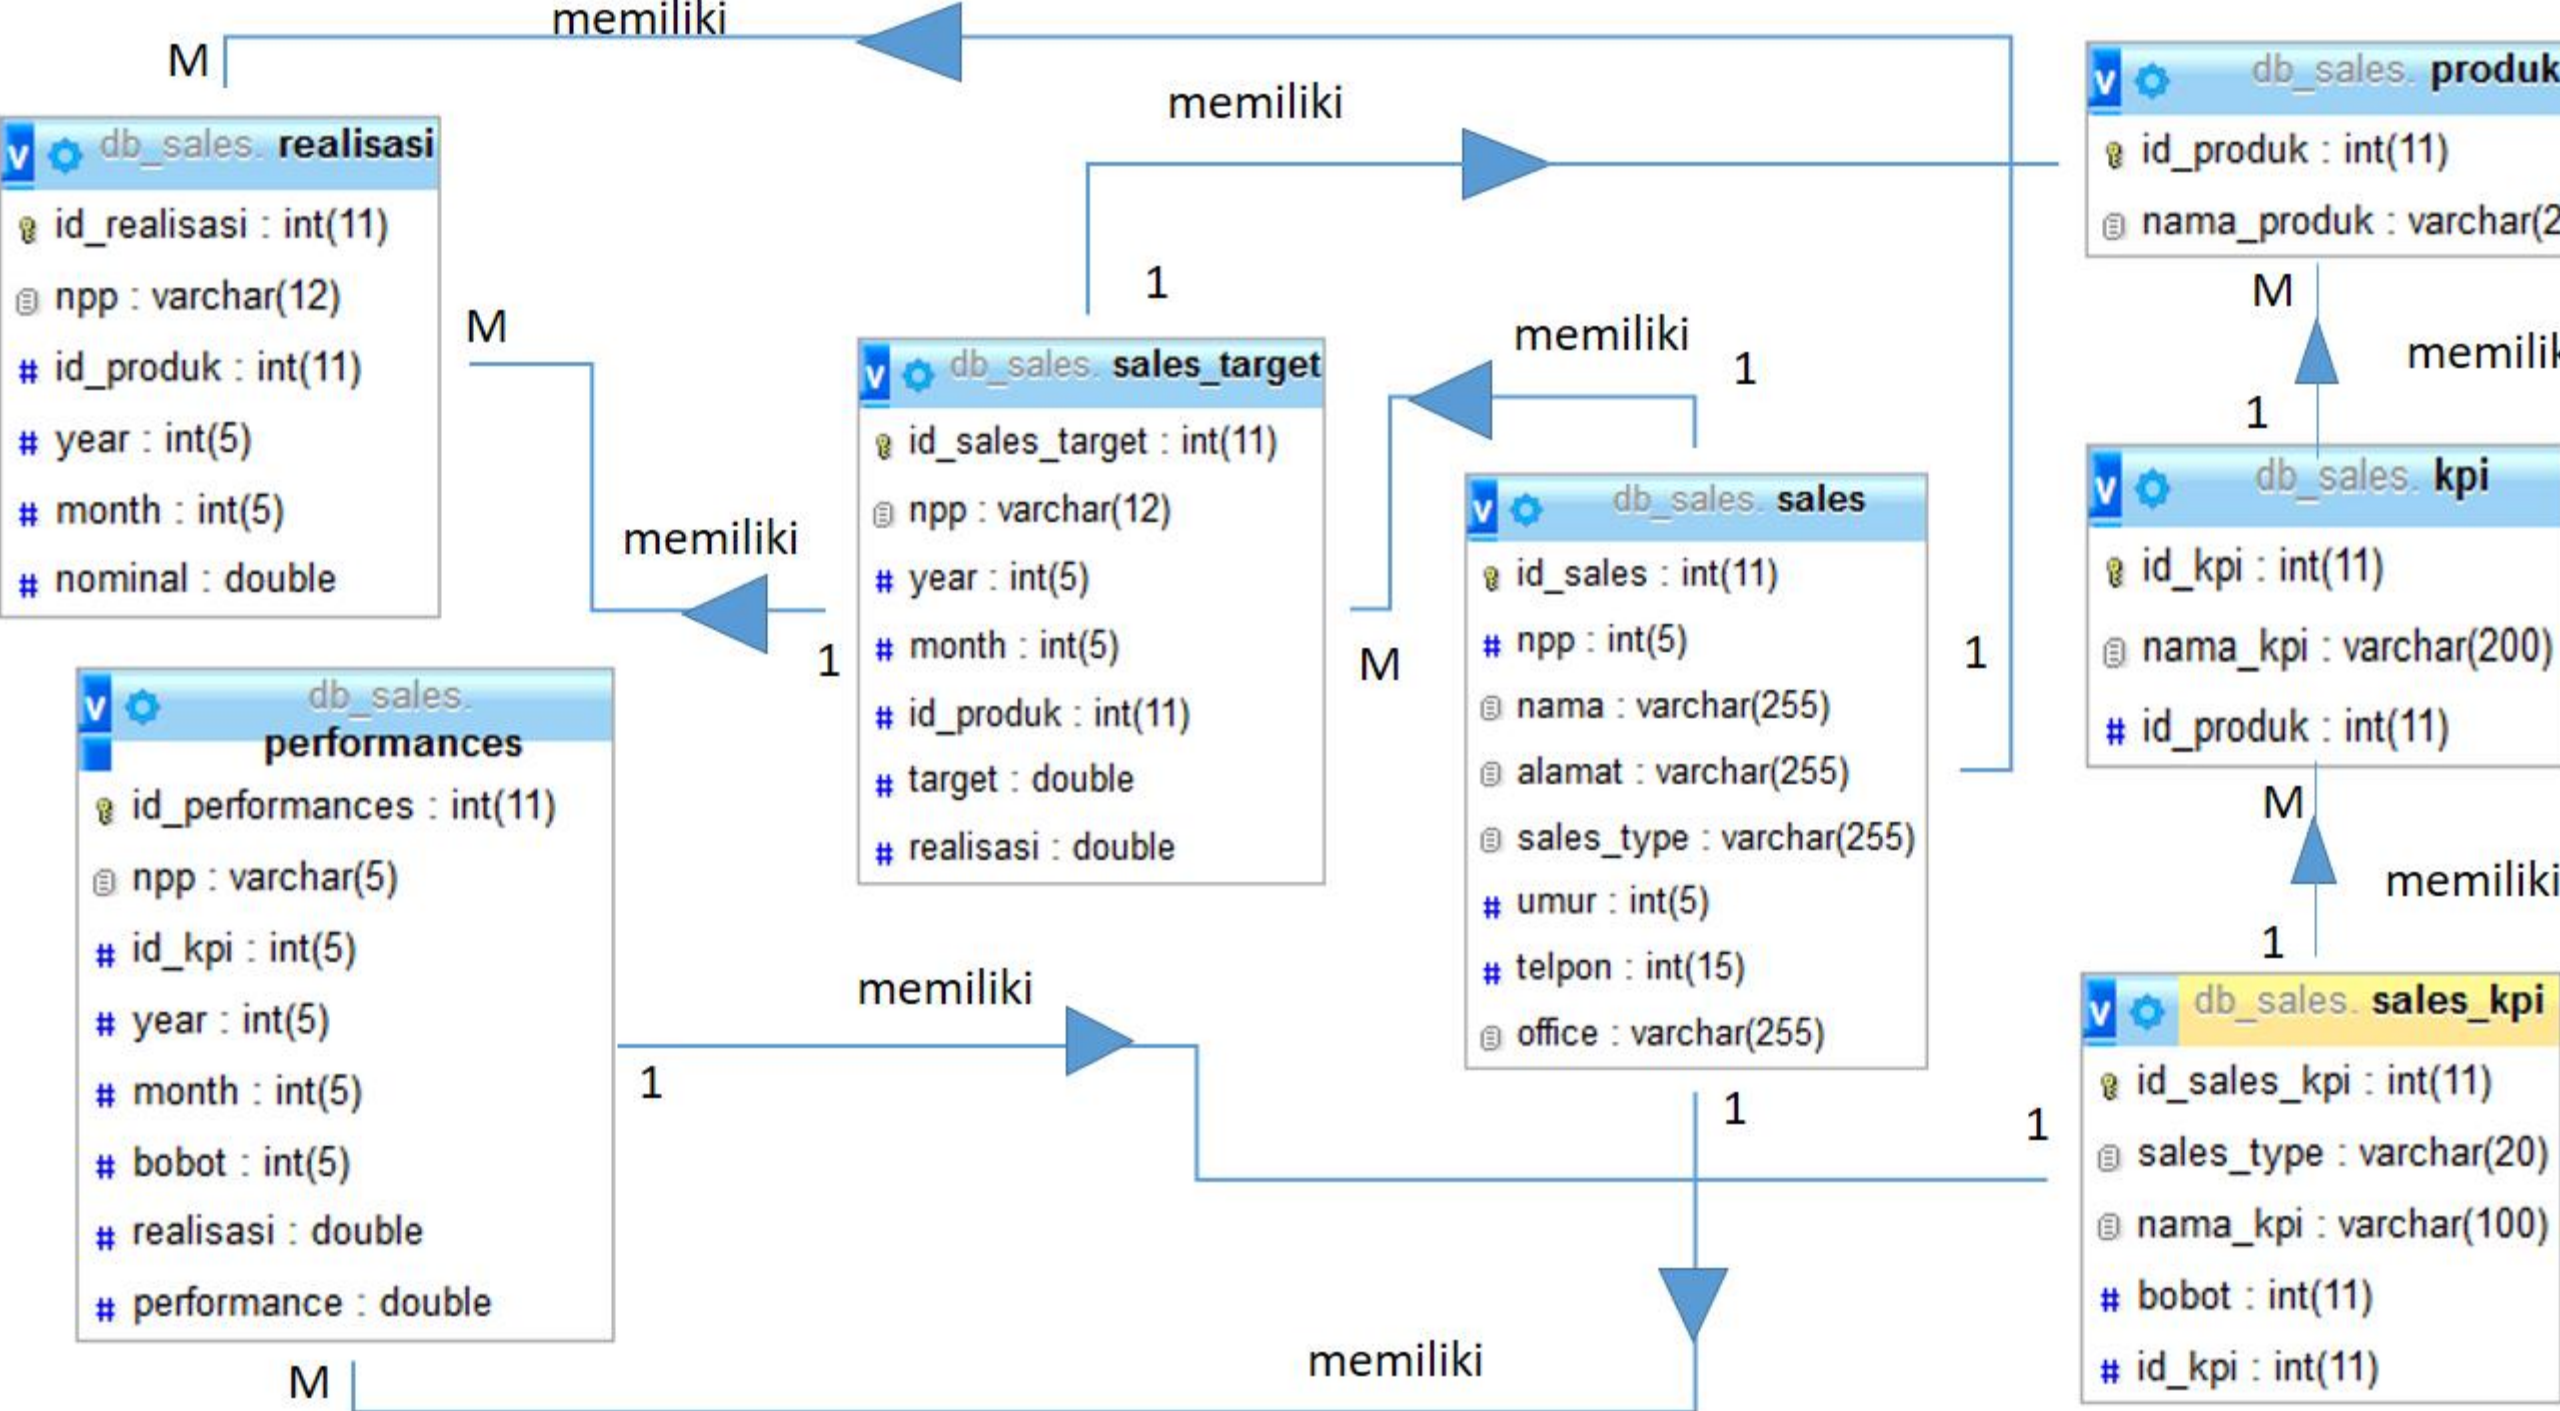 memiliki
M
memiliki
db_sales. produk
id_produk : int(11)
nama_produk : varchar(2
db_sales. realisasi
id_realisasi : int(11)
npp : varchar(12)
id_produk : int(11)
year : int(5)
month : int(5)
nominal : double
M
1
memiliki
1
M
memilik
1
db_sales. sales_target
id_sales_target : int(11)
npp : varchar(12)
year : int(5)
month : int(5)
id_produk : int(11)
target : double
realisasi : double
memiliki
1
M
db_sales. sales
id_sales : int(11)
npp : int(5)
nama : varchar(255)
alamat : varchar(255)
sales_type : varchar(255)
umur : int(5)
telpon : int(15)
office : varchar(255)
1
db_sales. kpi
id_kpi : int(11)
nama_kpi : varchar(200)
id_produk : int(11)
M
memiliki
1
db_sales.
performances
id_performances : int(11)
npp : varchar(5)
id_kpi : int(5)
year : int(5)
month : int(5)
bobot : int(5)
realisasi : double
performance : double
memiliki
1
1
1
db_sales. sales_kpi
id_sales_kpi : int(11)
sales_type : varchar(20)
nama_kpi : varchar(100)
bobot : int(11)
id_kpi : int(11)
memiliki
M